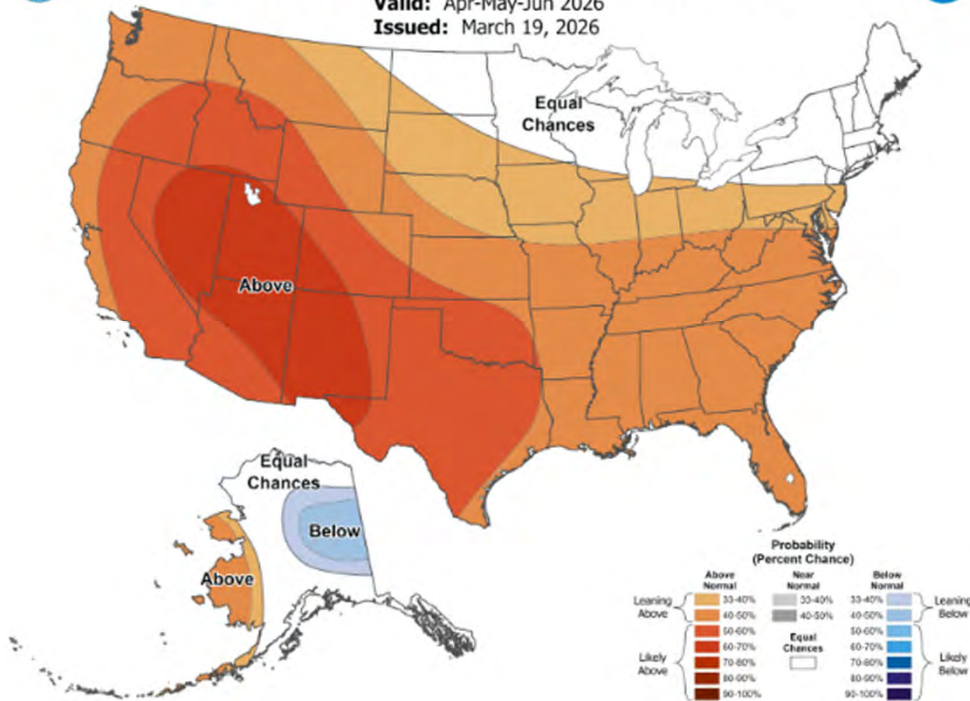 Valid: Apr-May-Jun 2026
Issued: March 19, 2026
Equal
Chances
Above
Equal
Chances
Below
Above
Probability
(Percent Chance)
Above
Normal
Near
Normal
Below
Normal
Leaning
Above
33-40%
40-50%
33-40%
40-50%
33-40%
40-50%
Leaning
Below
Likely
Above
50-60%
60-70%
70-80%
80-90%
90-100%
Equal
Chances
50-60%
60-70%
70-80%
80-90%
90-100%
Likely
Below